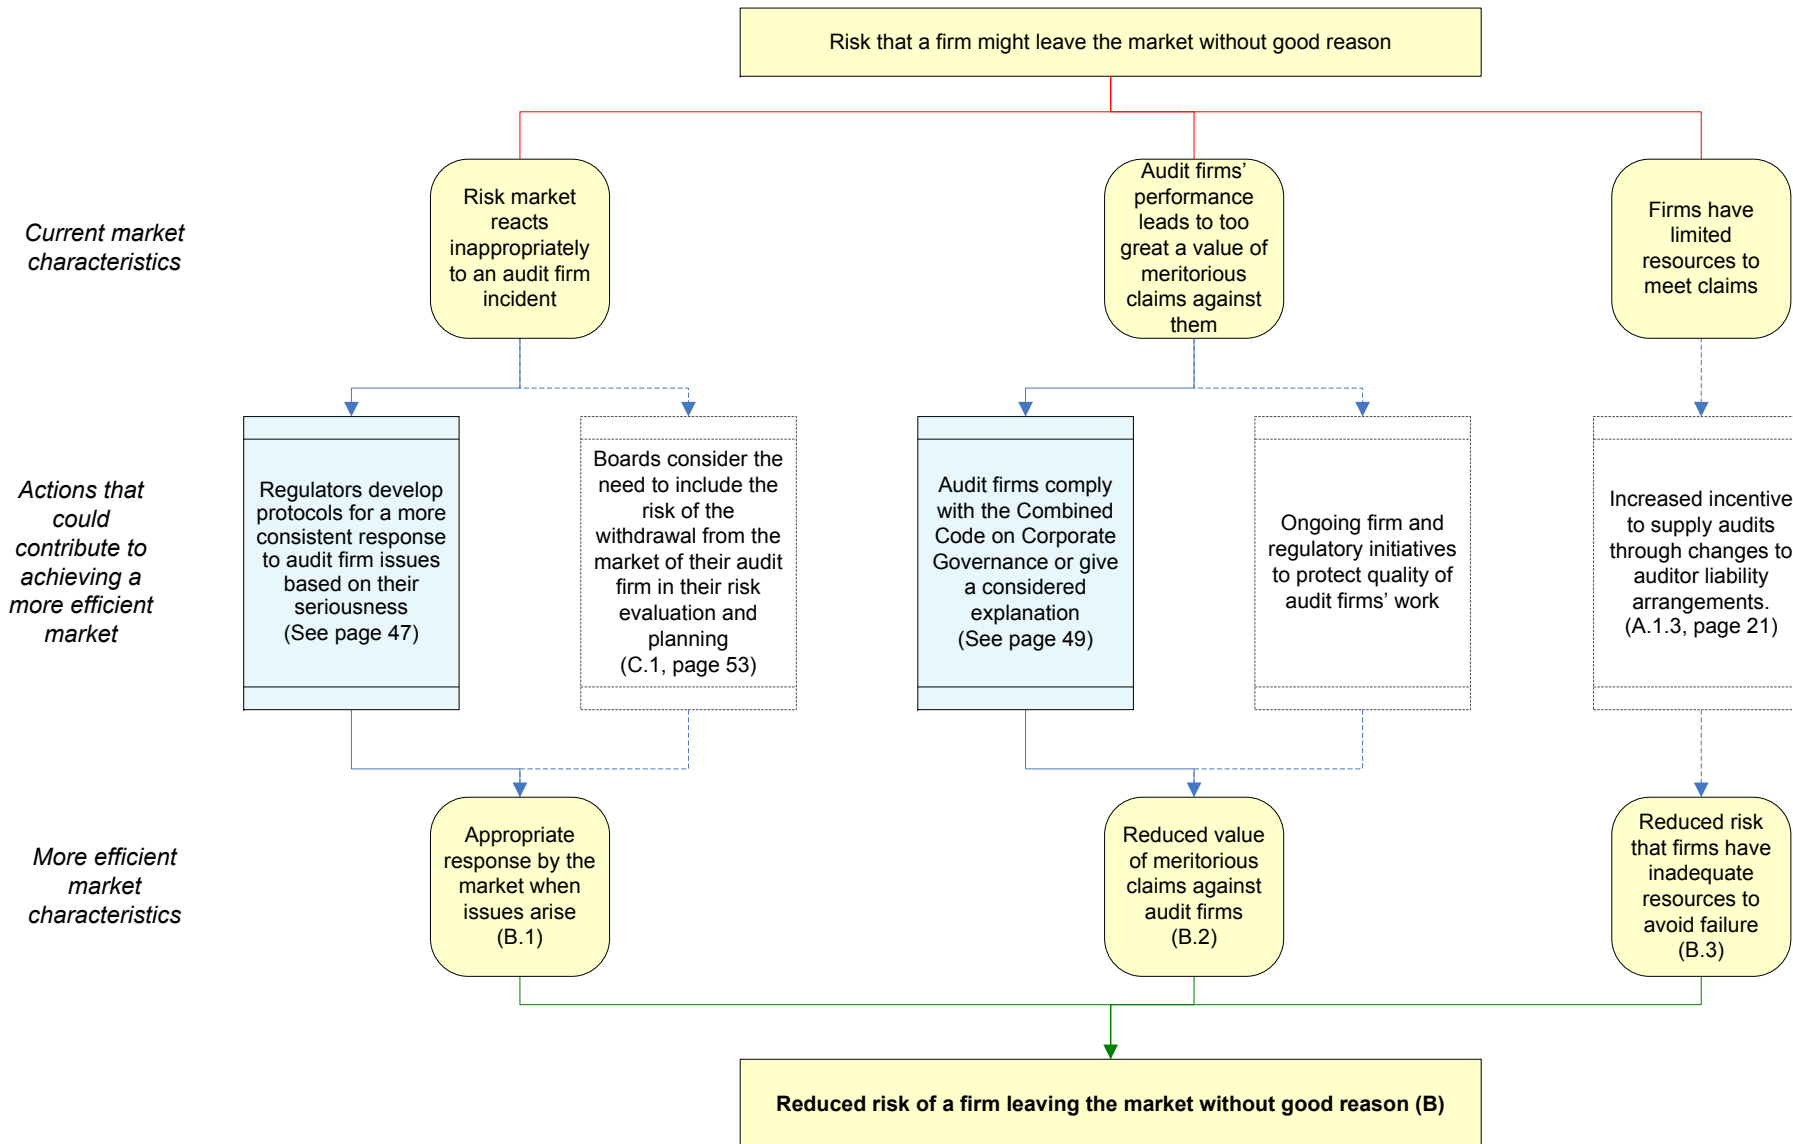 Risk that a firm might leave the market without good reason
Current market
characteristics
Risk market
reacts
inappropriately
to an audit firm
incident
Audit firms’
performance
leads to too
great a value of
meritorious
claims against
them
Firms have
limited
resources to
meet claims
Actions that
could
contribute to
achieving a
more efficient
market
Regulators develop
protocols for a more
consistent response
to audit firm issues
based on their
seriousness
(See page 47)
Boards consider the
need to include the
risk of the
withdrawal from the
market of their audit
firm in their risk
evaluation and
planning
(C.1, page 53)
Audit firms comply
with the Combined
Code on Corporate
Governance or give
a considered
explanation
(See page 49)
Ongoing firm and
regulatory initiatives
to protect quality of
audit firms’ work
Increased incentive
to supply audits
through changes to
auditor liability
arrangements.
(A.1.3, page 21)
More efficient
market
characteristics
Appropriate
response by the
market when
issues arise
(B.1)
Reduced value
of meritorious
claims against
audit firms
(B.2)
Reduced risk
that firms have
inadequate
resources to
avoid failure
(B.3)
Reduced risk of a firm leaving the market without good reason (B)